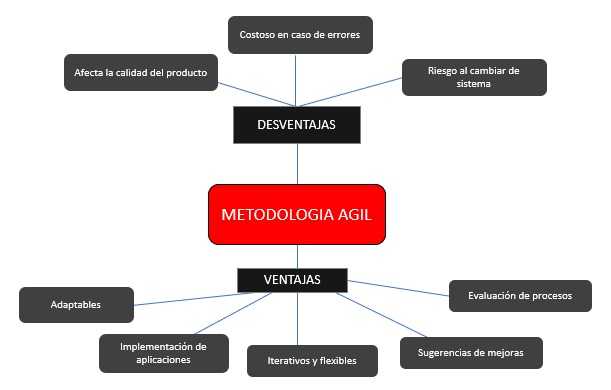 Costoso en caso de errores
Afecta la calidad del producto
Riesgo al cambiar de
sistema
DESVENTAJAS
METODOLOGIA AGIL
VENTAJAS
Adaptables
Evaluación de procesos
Implementación de
aplicaciones
Iterativos y flexibles
Sugerencias de mejoras